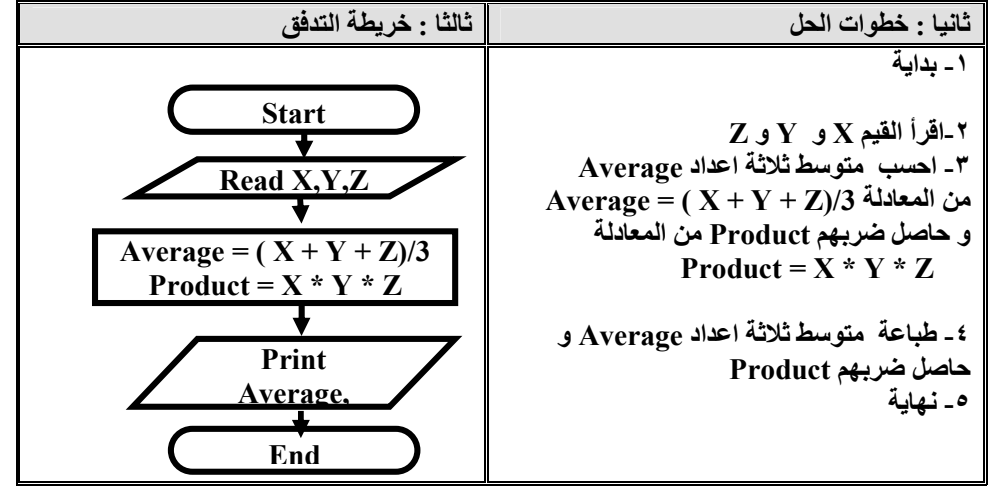 ثانيا : خطوات الحل
١- بداية
٢-اقرأ القيم X و Y و Z
٣- احسب متوسط ثلاثة اعداد Average
من المعادلة Average = ( X + Y + Z)/3
و حاصل ضربهم Product من المعادلة
Product = X * Y * Z
٤- طباعة متوسط ثلاثة اعداد Average و
حاصل ضربهم Product
٥- نهاية
ثالثا : خريطة التدفق
Start
Read X,Y,Z
Average = ( X + Y + Z)/3
Product = X * Y * Z
Print
Average,
End